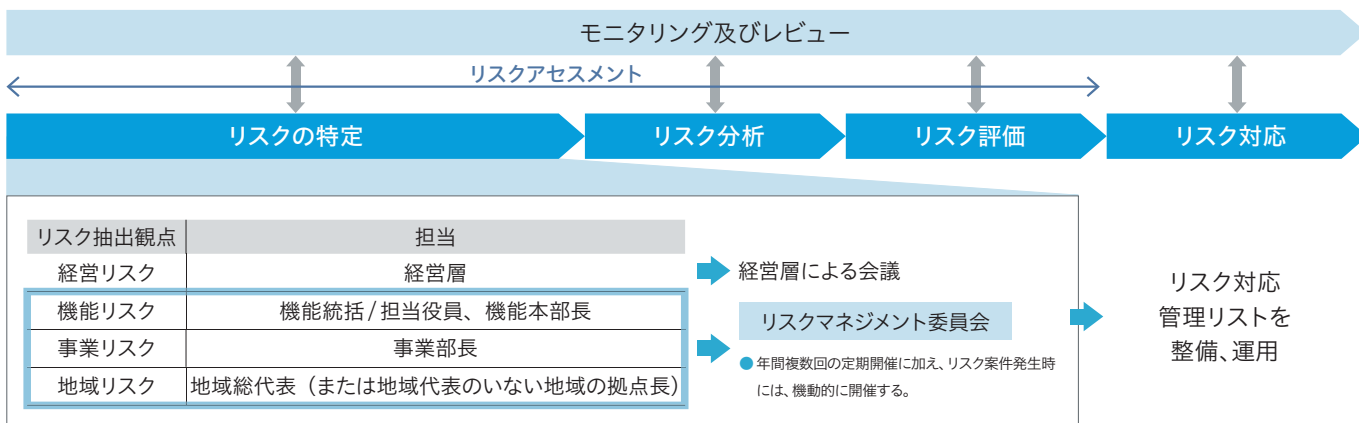 モニタリング及びレビュー
リスクアセスメント
リスクの特定
リスク分析
リスク評価
リスク対応
リスク抽出観点 担当
経営リスク 経営層
機能リスク 機能統括/担当役員、機能本部長
事業リスク 事業部長
地域リスク 地域総代表（または地域代表のいない地域の拠点長）
経営層による会議
リスクマネジメント委員会
●年間複数回の定期開催に加え、リスク案件発生時
には、機動的に開催する。
リスク対応
管理リストを
整備、運用